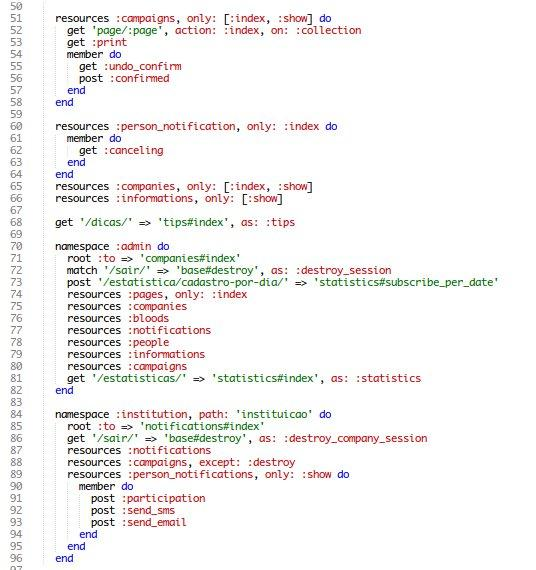 50
51 resources :campaigns, only: [:index, :show] do
52 get 'page/:page', action: :index, on: :collection
53 get :print
54 member do
55 get :undo_confirm
56 post :confirmed
57 end
58 end
59
60 resources :person_notification, only: :index do
61 member do
62 get :canceling
63 end
64 end
65 resources :companies, only: [:index, :show]
66 resources :informations, only: [:show]
67
68 get '/dicas/' => 'tips#index', as: :tips
69
70 namespace :admin do
71 root :to => 'companies#index'
72 match '/sair/' => 'base#destroy', as: :destroy_session
73 post '/estatistica/cadastro-por-dia/' => 'statistics#subscribe_per_date'
74 resources :pages, only: :index
75 resources :companies
76 resources :bloods
77 resources :notifications
78 resources :people
79 resources :informations
80 resources :campaigns
81 get '/estatisticas/' => 'statistics#index', as: :statistics
82 end
83
84 namespace :institution, path: 'instituicao' do
85 root :to => 'notifications#index'
86 get '/sair/' => 'base#destroy', as: :destroy_company_session
87 resources :notifications
88 resources :campaigns, except: :destroy
89 resources :person_notifications, only: :show do
90 member do
91 post :participation
92 post :send_sms
93 post :send_email
94 end
95 end
96 end
97